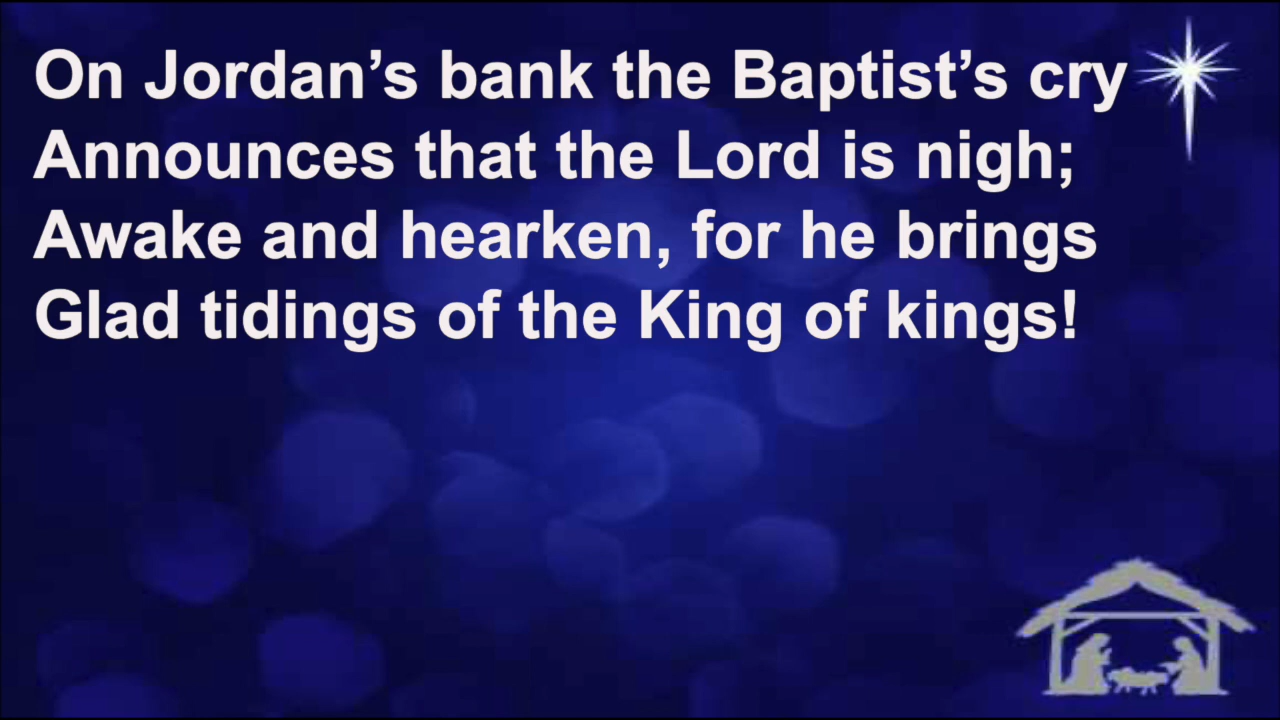 On Jordan’s bank the Baptist’s cry
Announces that the Lord is nigh;
Awake and hearken, for he brings
Glad tidings of the King of kings!